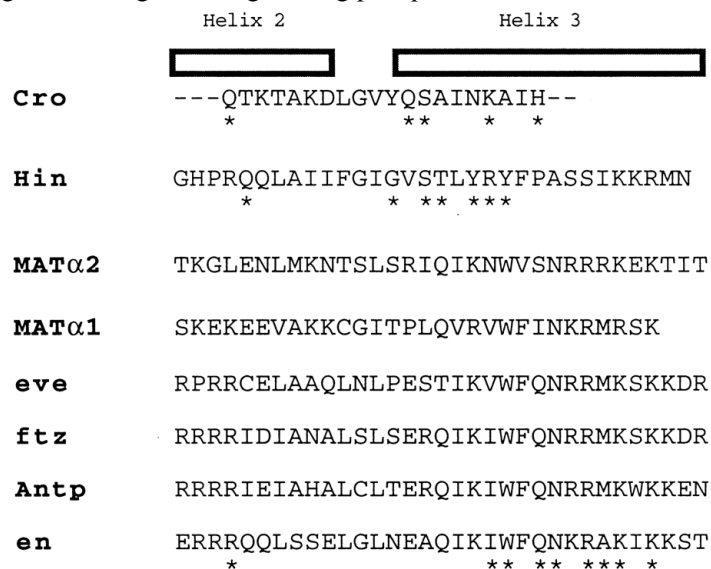 Helix 2 Helix 3
Cro ---QTKTAKDLGVYQSAINKAIH--
* ** * *
Hin GHPRQQLAIIFGIGVSTLYRYFPASSIKKRMN
* * ** ***
MATα2 TKGLENLMKNTSLSRIQIKNWVSNRRRKEKTIT
MATα1 SKEKEEVAKKCGITPLQVRVWFINKRMRSK
eve RPRRCELAAQLNLPESTIKVWFQNRRMKSKKDR
ftz RRRRIDIANALSLSERQIKIWFQNRRMKSKKDR
Antp RRRRIEIAHALCLTERQIKIWFQNRRMKWKKEN
en ERRRQQLSSELGLNEAQIKIWFQNKRAKIKKST
* ** ** *** *